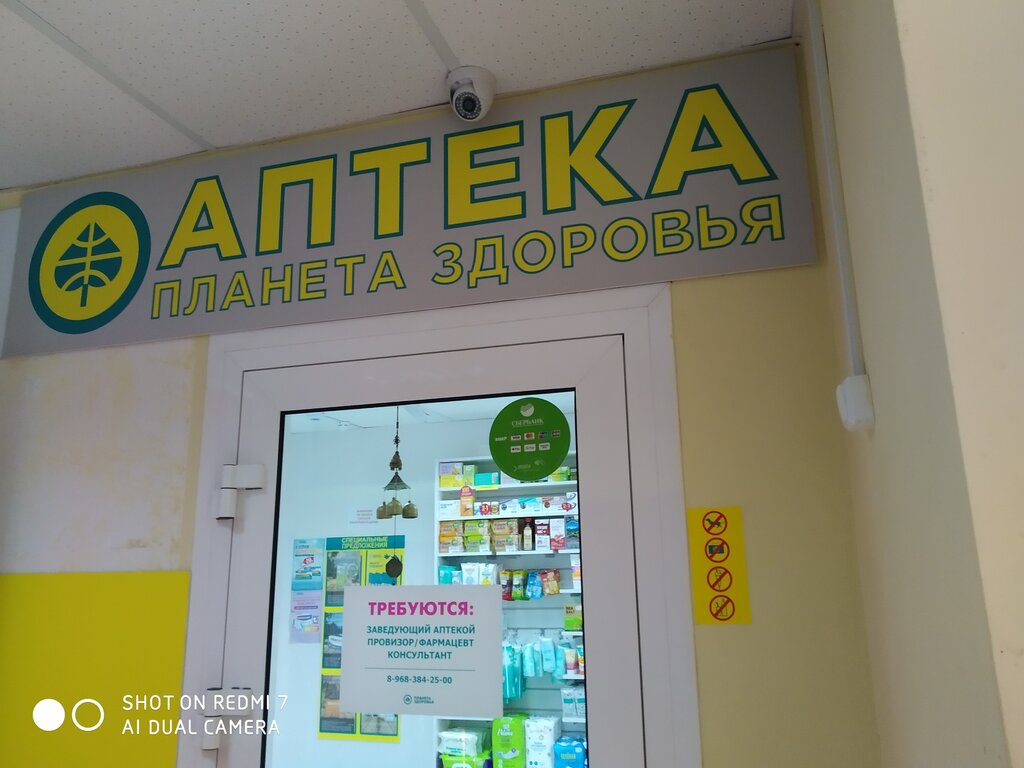 АПТЕКА
ПЛАНЕТА ЗДОРОВЬЯ
СБЕРБАНК
СПЕЦИАЛЬНЫЕ
ПРЕДЛОЖЕНИЯ
ТРЕБУЮТСЯ:
ЗАВЕДУЮЩИЙ АПТЕКОЙ
ПРОВИЗОР/ФАРМАЦЕВТ
КОНСУЛЬТАНТ
8-968-384-25-00
ПЛАНЕТА
ЗДОРОВЬЯ
SHOT ON REDMI 7
AI DUAL CAMERA